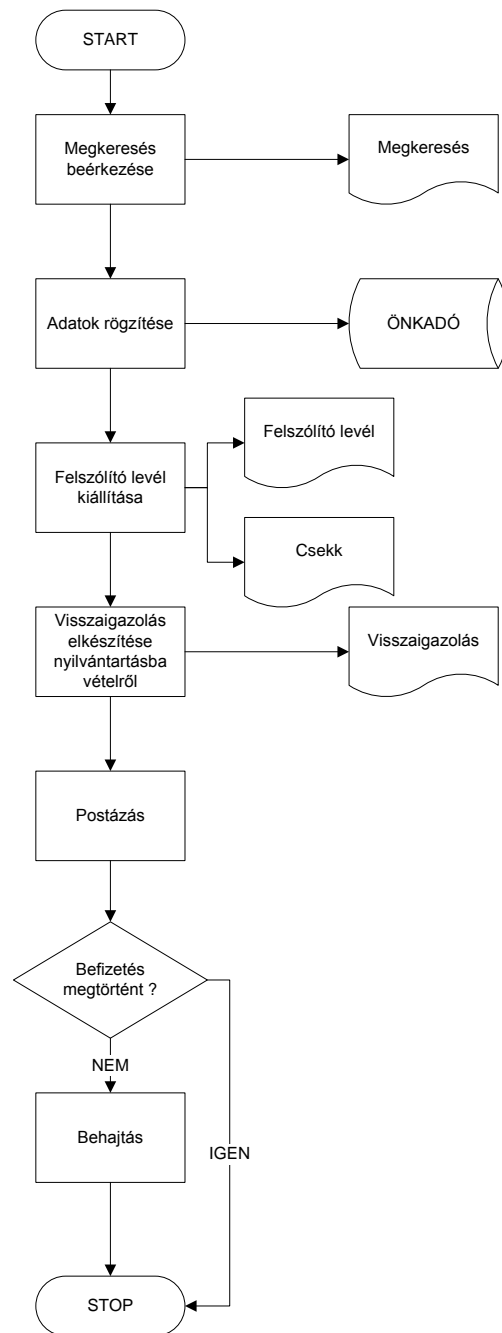 START
Megkeresés
beérkezése
Megkeresés
Adatok rögzítése
ÖNKADÓ
Felszólító levél
kiállítása
Felszólító levél
Csekk
Visszaigazolás
elkészítése
nyilvántartásba
vételről
Visszaigazolás
Postázás
Befizetés
megtörtént ?
NEM
Behajtás
IGEN
STOP